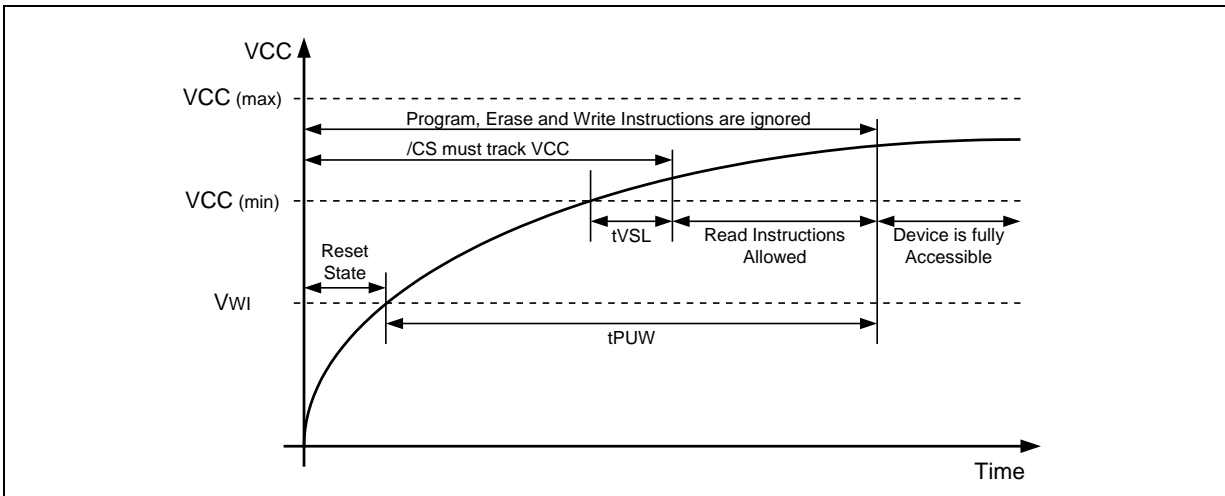 VCC
VCC (max)
Program, Erase and Write Instructions are ignored
/CS must track VCC
VCC (min)
tVSL
Read Instructions
Allowed
Device is fully
Accessible
Reset
State
VWI
tPUW
Time